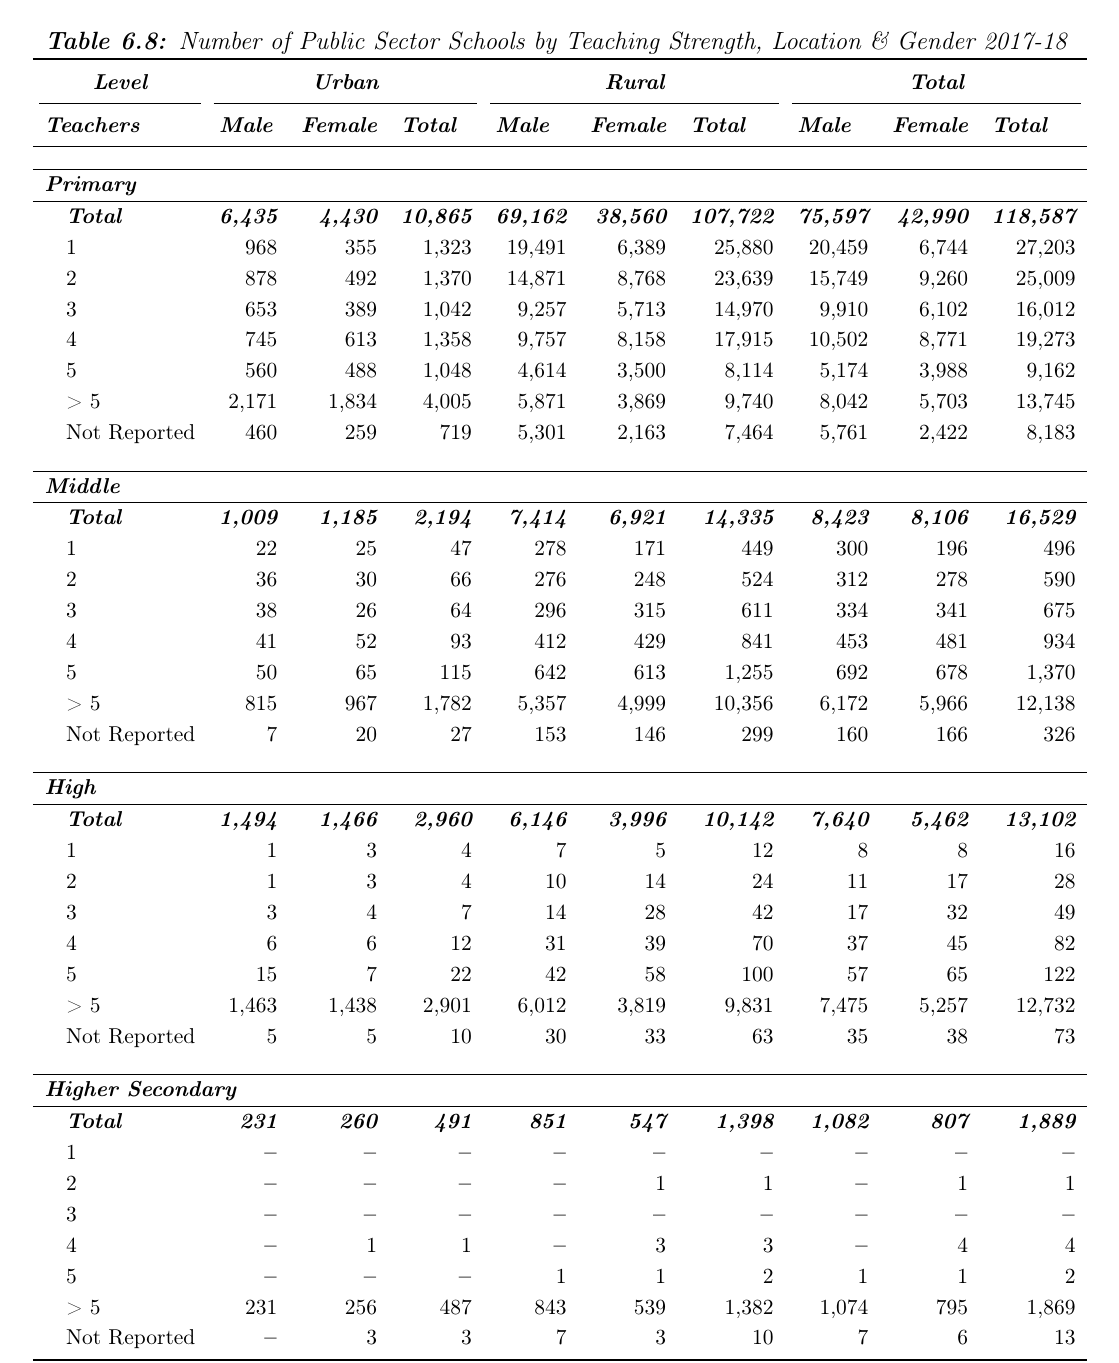 Table 6.8: Number of Public Sector Schools by Teaching Strength, Location & Gender 2017-18
Level Urban Rural Total
Teachers Male Female Total Male Female Total Male Female Total
Primary
Total 6,435 4,430 10,865 69,162 38,560 107,722 75,597 42,990 118,587
1 968 355 1,323 19,491 6,389 25,880 20,459 6,744 27,203
2 878 492 1,370 14,871 8,768 23,639 15,749 9,260 25,009
3 653 389 1,042 9,257 5,713 14,970 9,910 6,102 16,012
4 745 613 1,358 9,757 8,158 17,915 10,502 8,771 19,273
5 560 488 1,048 4,614 3,500 8,114 5,174 3,988 9,162
> 5 2,171 1,834 4,005 5,871 3,869 9,740 8,042 5,703 13,745
Not Reported 460 259 719 5,301 2,163 7,464 5,761 2,422 8,183
Middle
Total 1,009 1,185 2,194 7,414 6,921 14,335 8,423 8,106 16,529
1 22 25 47 278 171 449 300 196 496
2 36 30 66 276 248 524 312 278 590
3 38 26 64 296 315 611 334 341 675
4 41 52 93 412 429 841 453 481 934
5 50 65 115 642 613 1,255 692 678 1,370
> 5 815 967 1,782 5,357 4,999 10,356 6,172 5,966 12,138
Not Reported 7 20 27 153 146 299 160 166 326
High
Total 1,494 1,466 2,960 6,146 3,996 10,142 7,640 5,462 13,102
1 1 3 4 7 5 12 8 8 16
2 1 3 4 10 14 24 11 17 28
3 3 4 7 14 28 42 17 32 49
4 6 6 12 31 39 70 37 45 82
5 15 7 22 42 58 100 57 65 122
> 5 1,463 1,438 2,901 6,012 3,819 9,831 7,475 5,257 12,732
Not Reported 5 5 10 30 33 63 35 38 73
Higher Secondary
Total 231 260 491 851 547 1,398 1,082 807 1,889
1 – – – – – – – – –
2 – – – – 1 1 – 1 1
3 – – – – – – – – –
4 – 1 1 – 3 3 – 4 4
5 – – – 1 1 2 1 1 2
> 5 231 256 487 843 539 1,382 1,074 795 1,869
Not Reported – 3 3 7 3 10 7 6 13